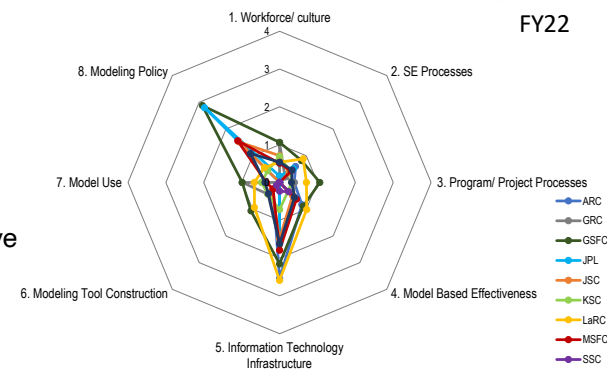 1. Workforce/ culture
FY22
4
8. Modeling Policy
2. SE Processes
3
2
1
7. Model Use
3. Program/ Project Processes
ARC
GRC
ve
GSFC
JPL
JSC
6. Modeling Tool Construction
4. Model Based Effectiveness
KSC
LaRC
5. Information Technology
Infrastructure
MSFC
SSC